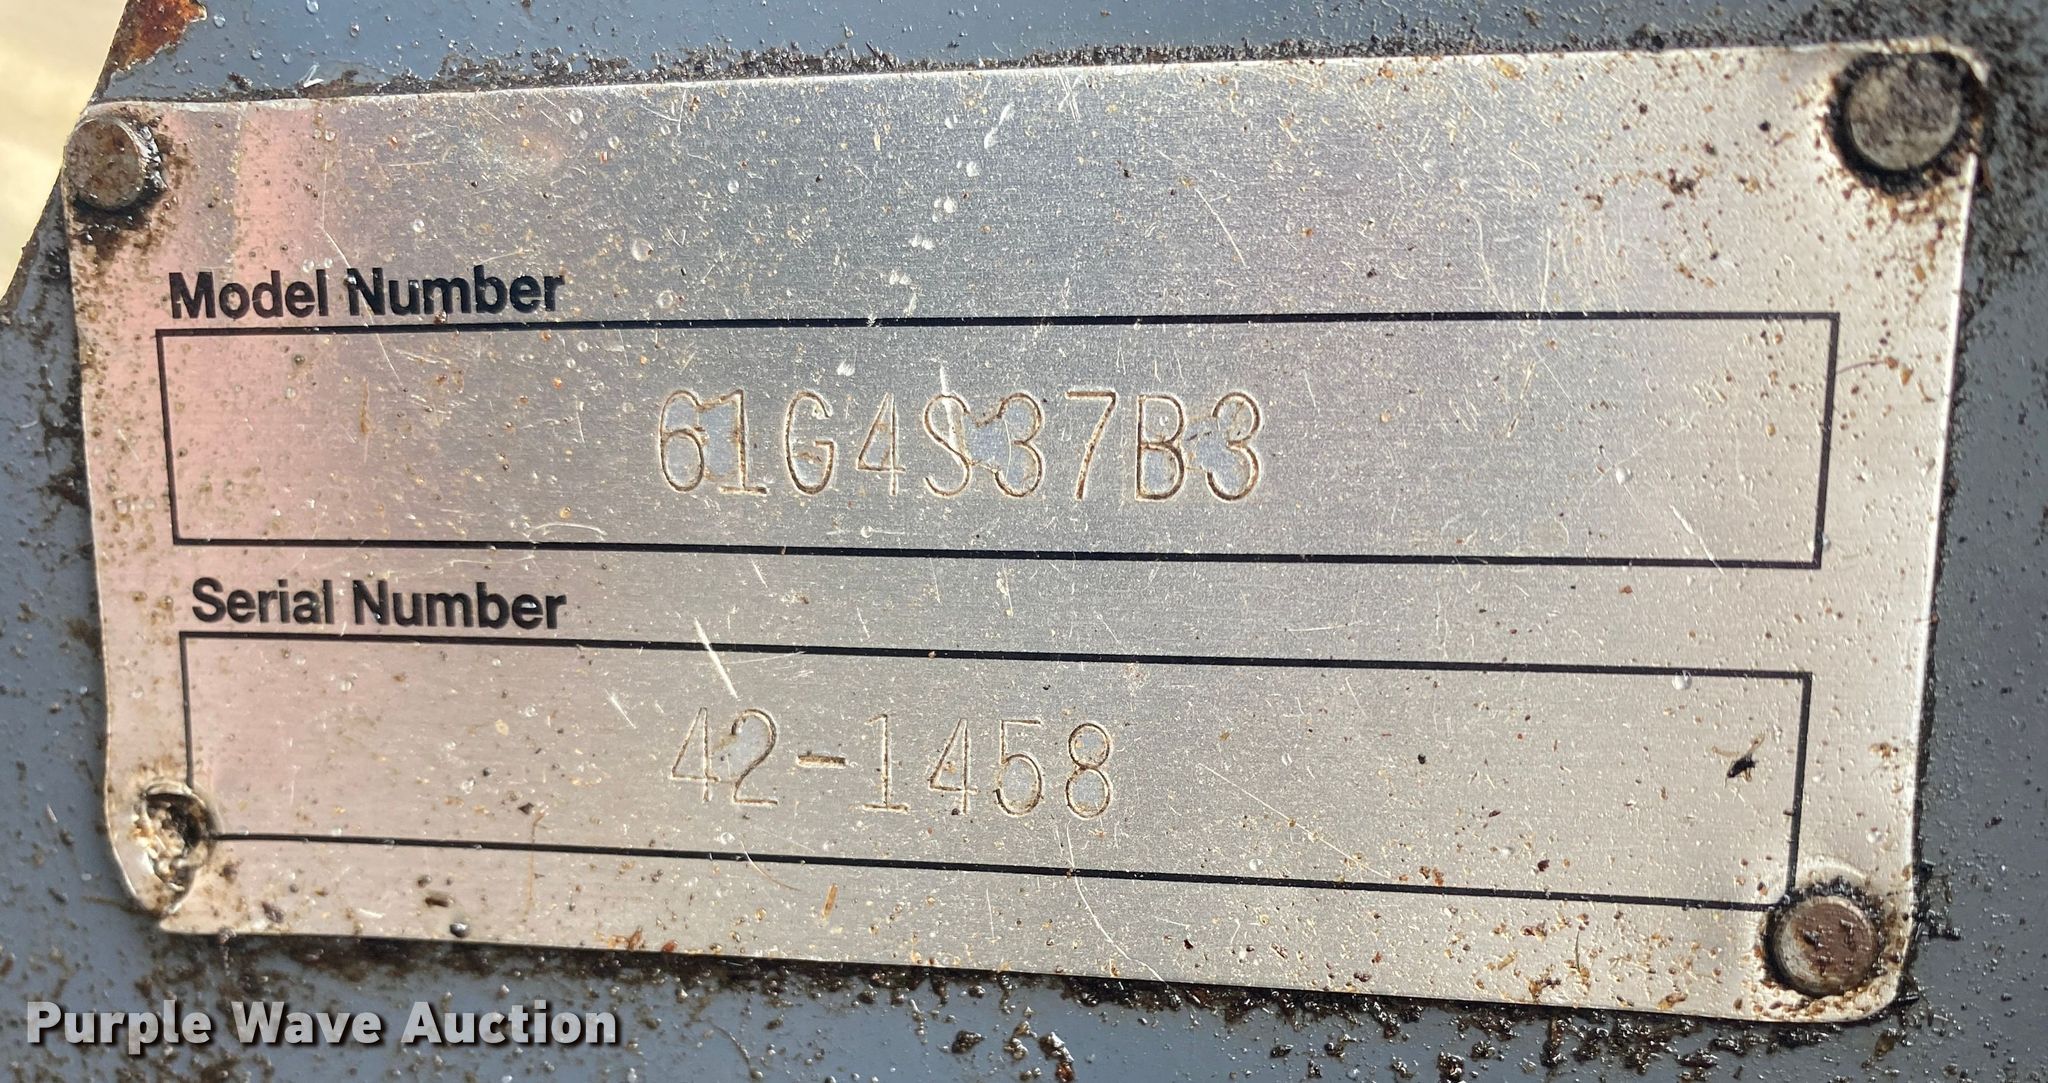 Model Number
61G4S37B3
Serial Number
42-1458
Purple Wave Auction